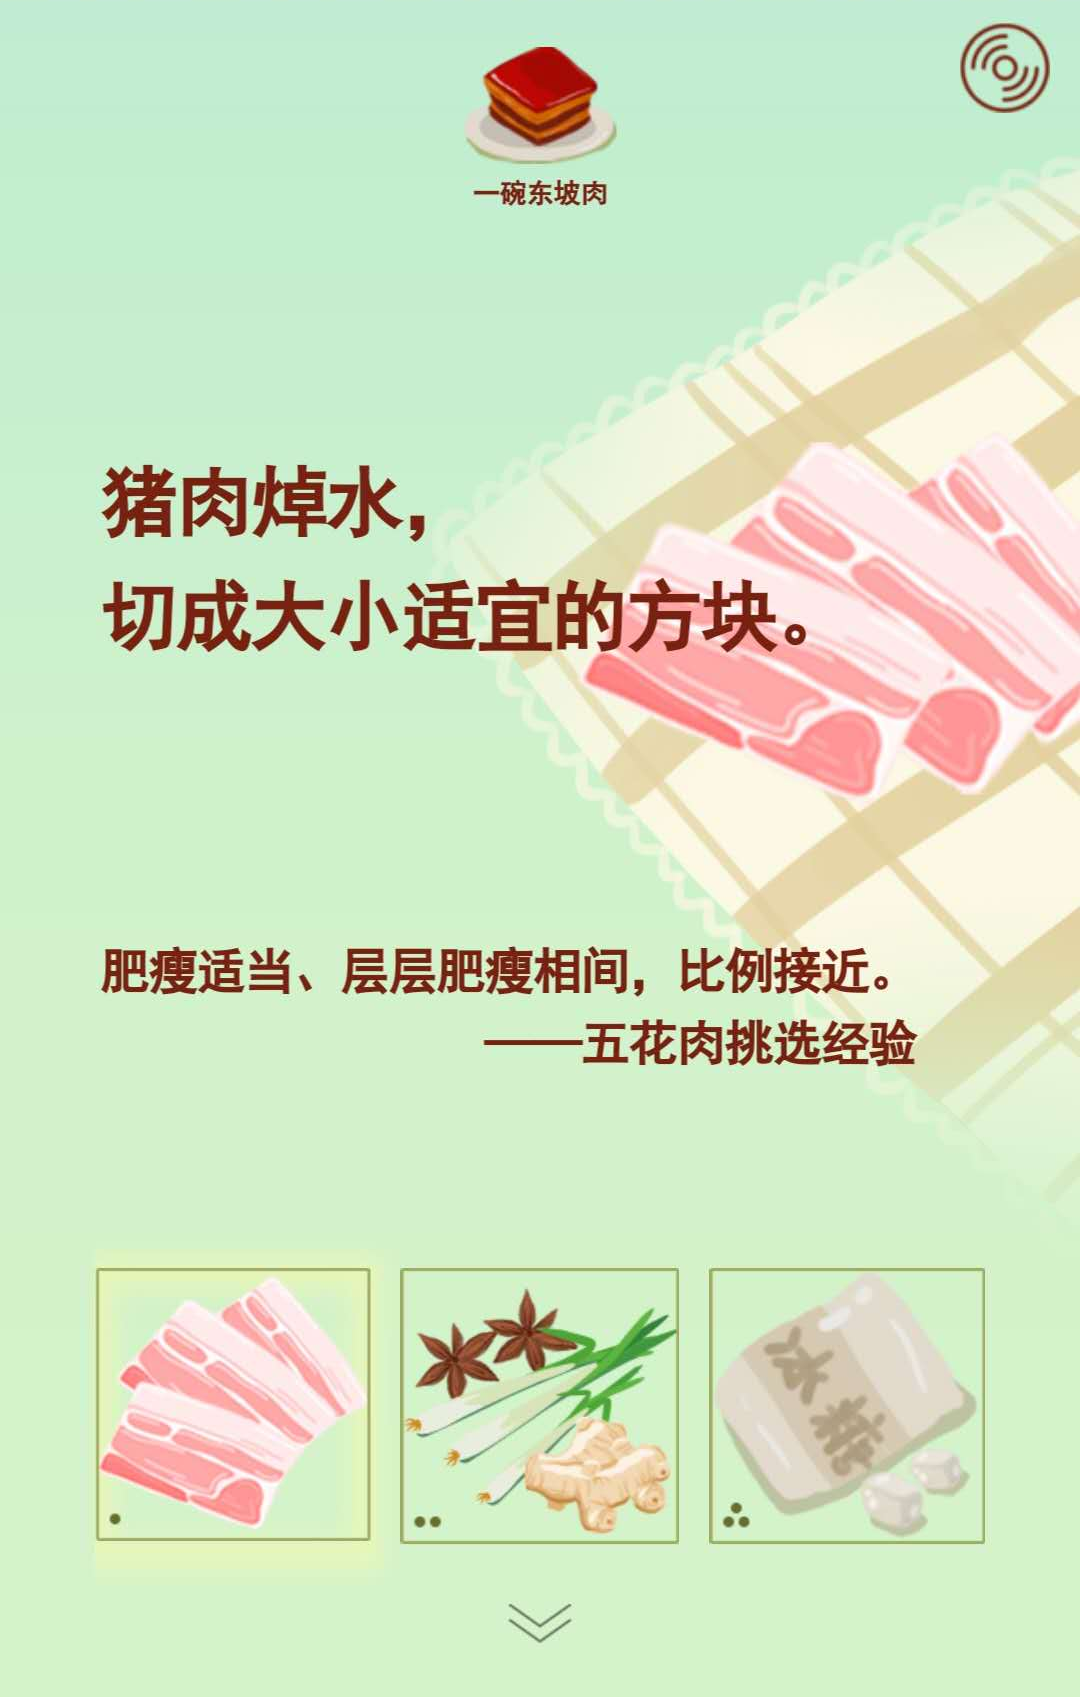 一碗东坡肉
猪肉焯水，
切成大小适宜的方块。
肥瘦适当、层层肥瘦相间，比例接近。
——五花肉挑选经验
冰糖